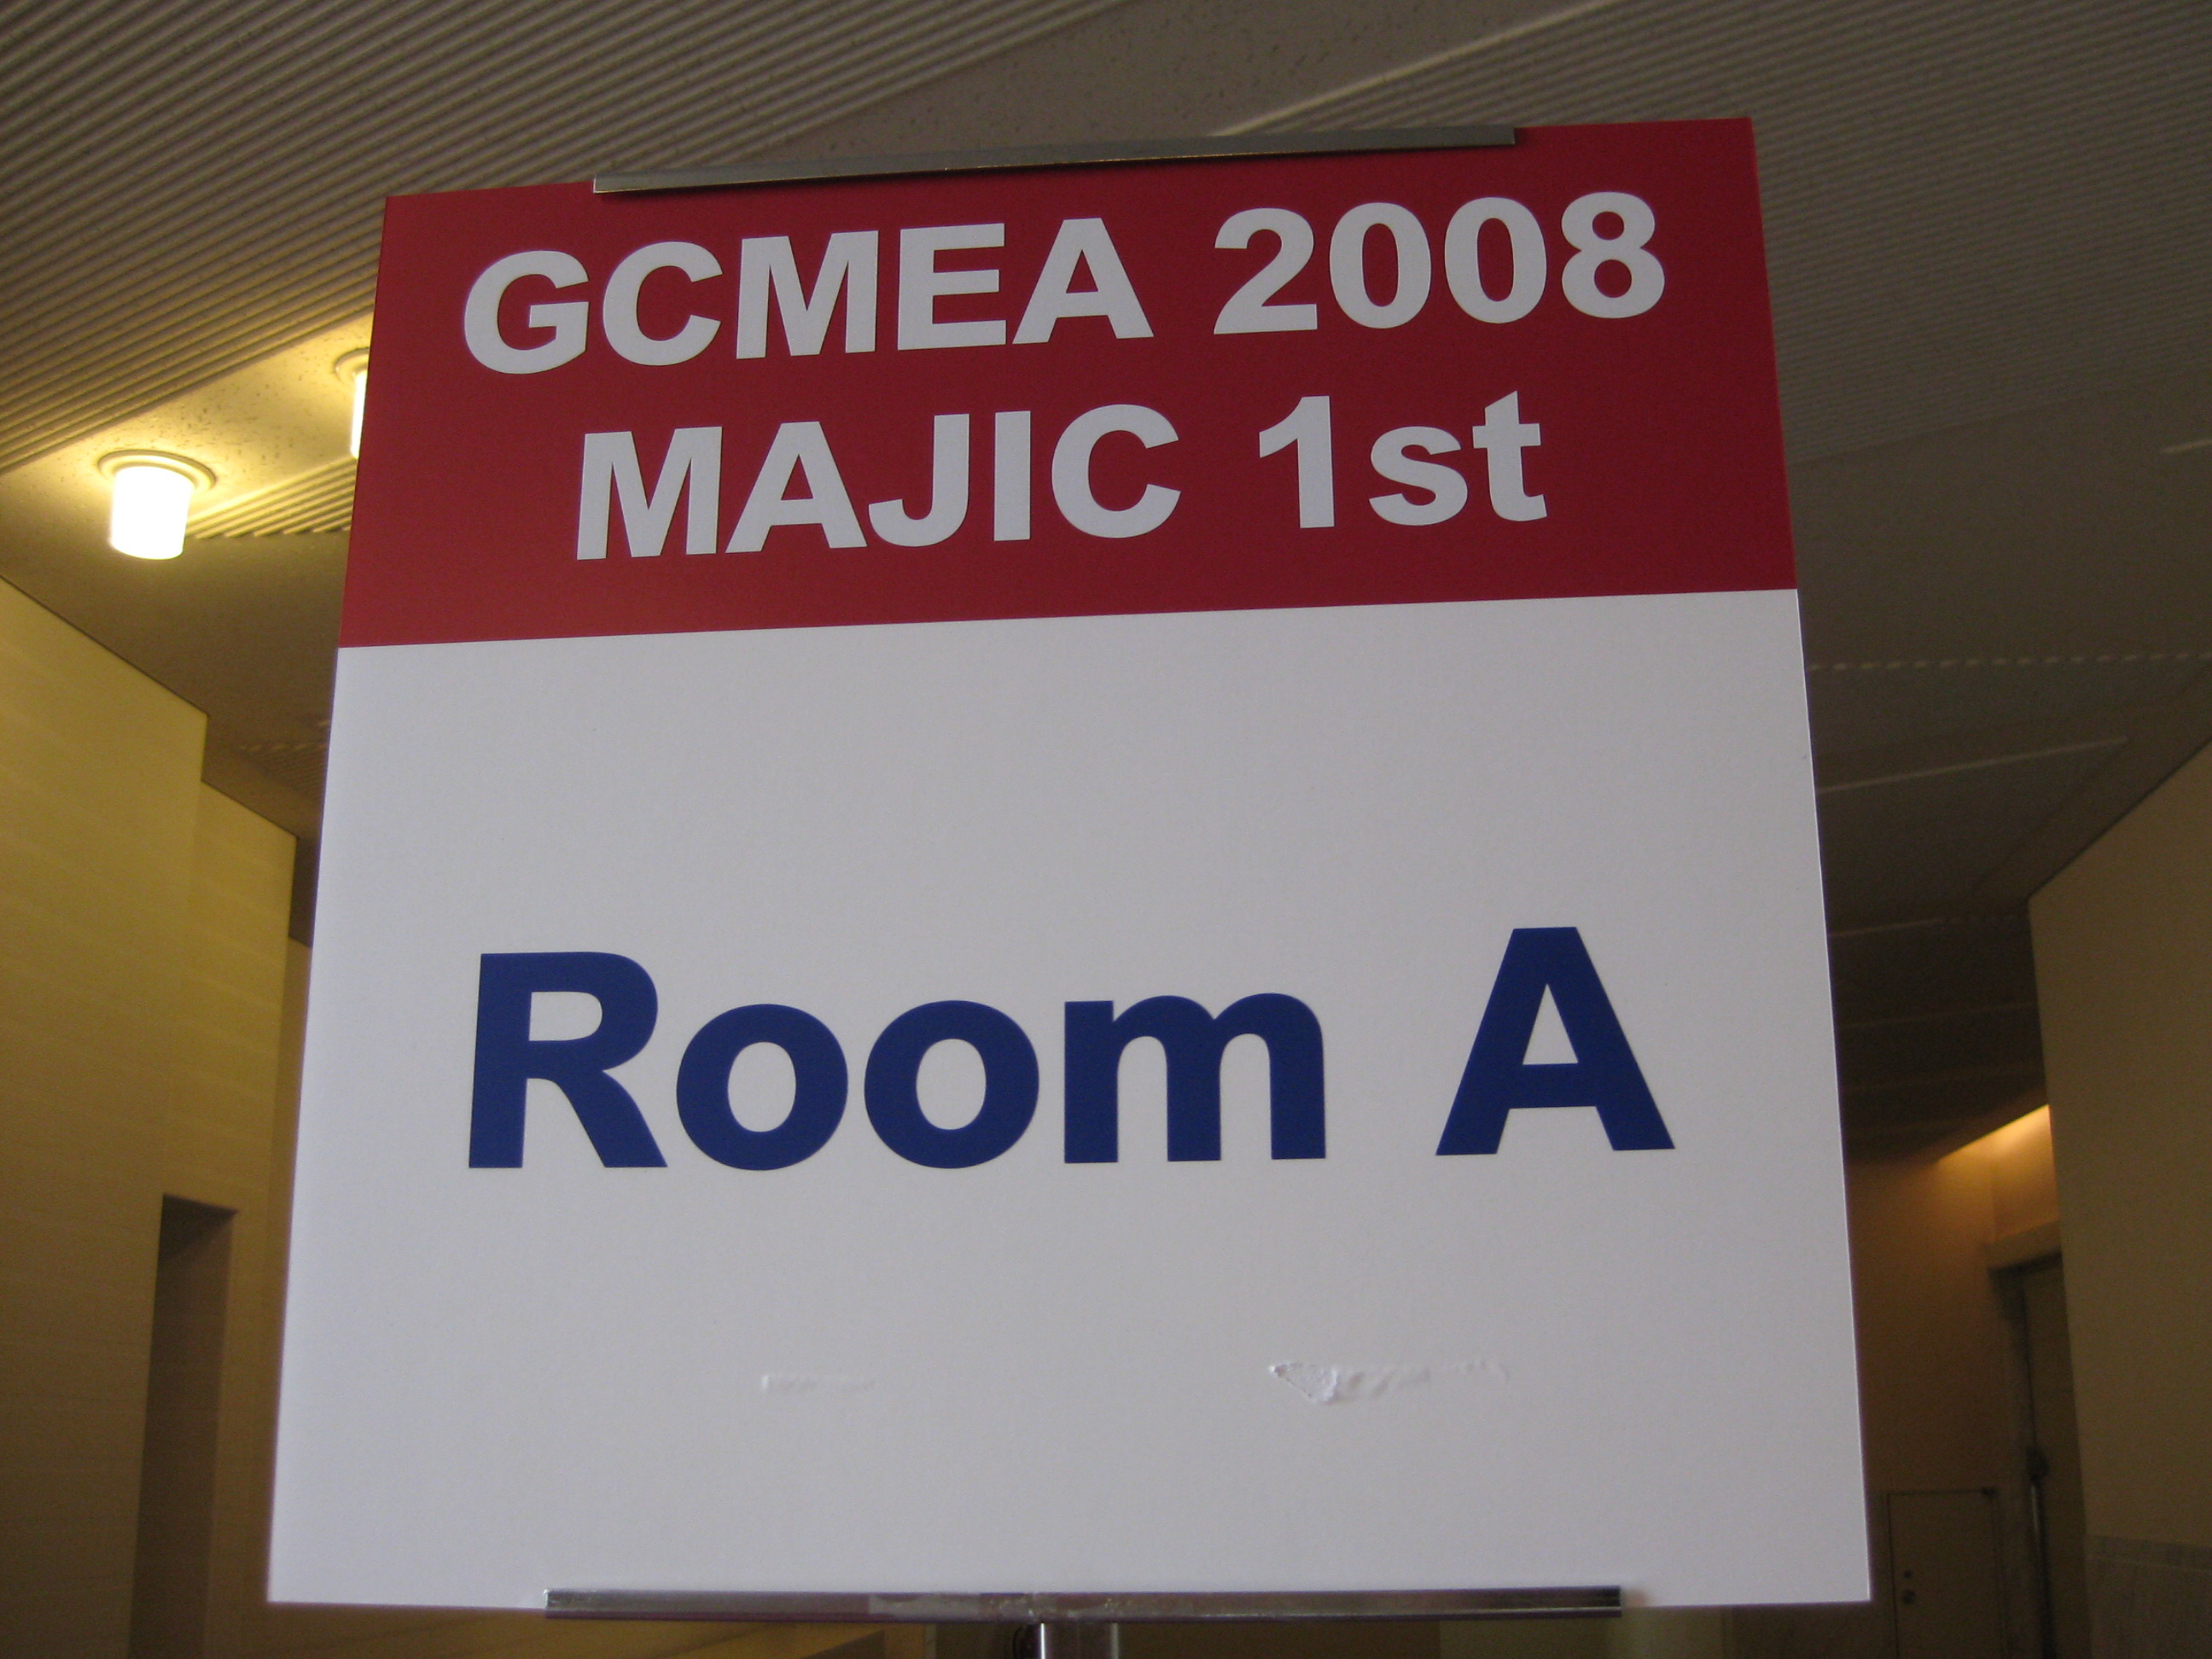 GCMEA 2008
MAJIC 1st
Room A